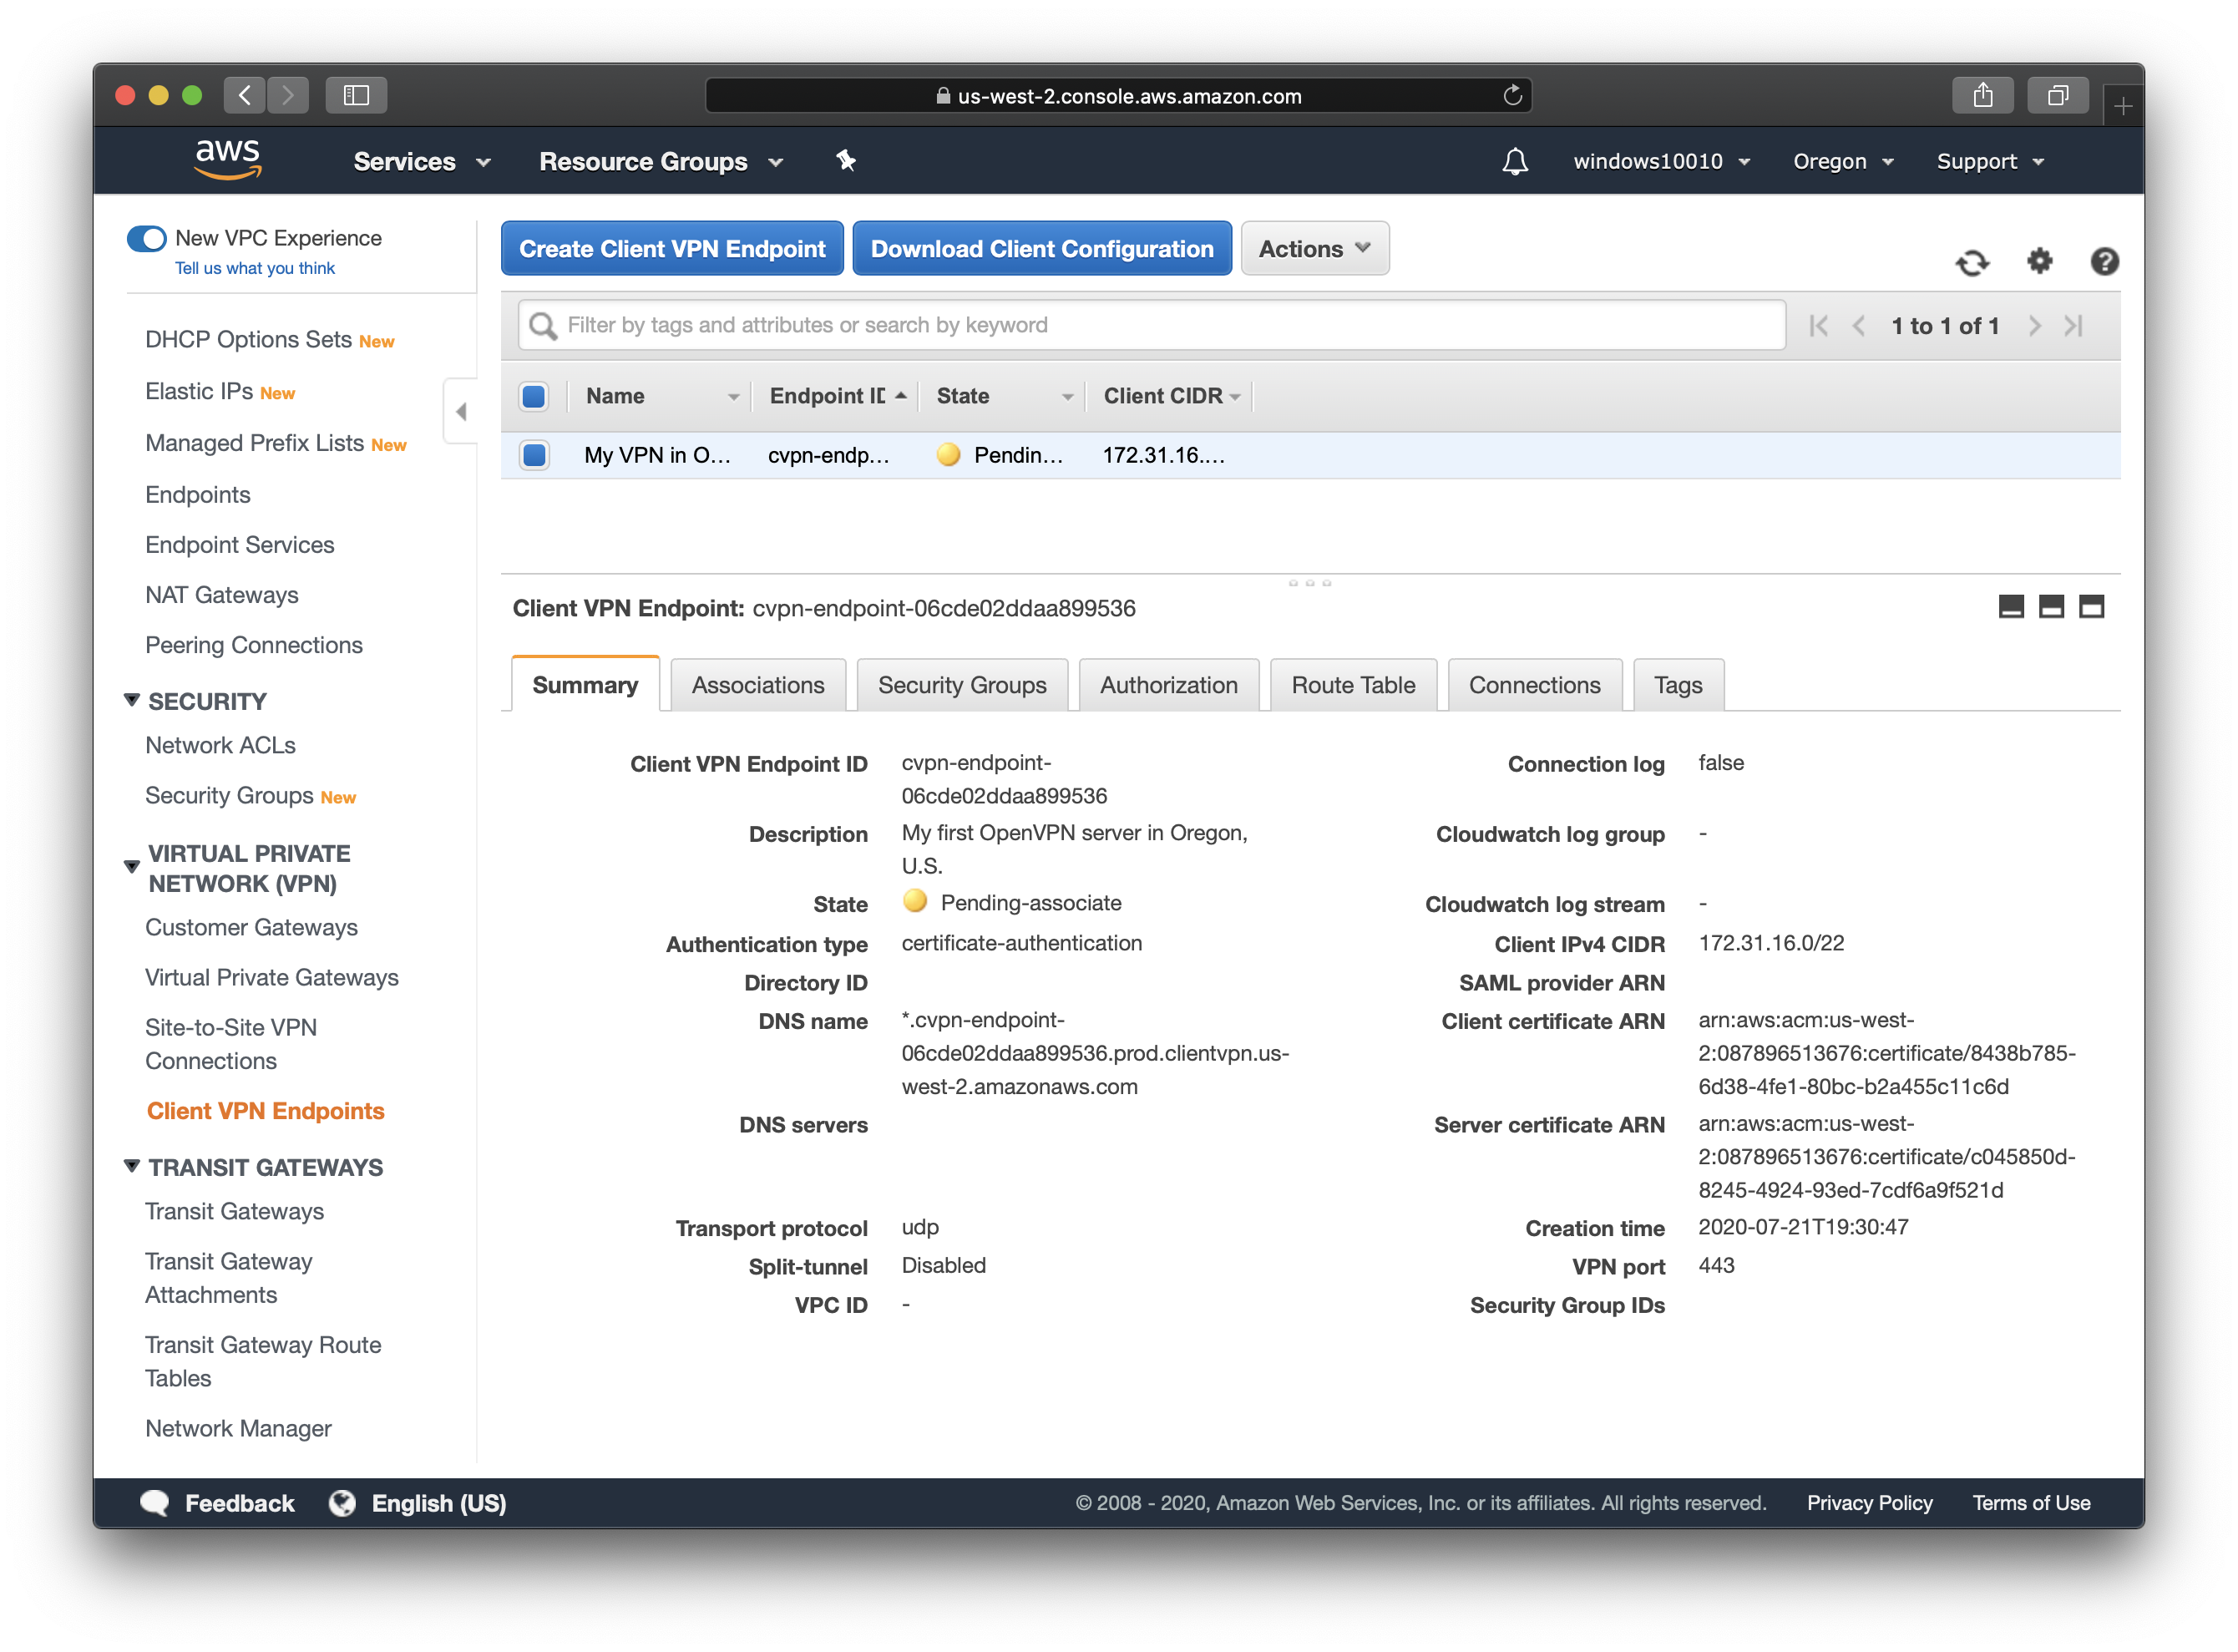 us-west-2.console.aws.amazon.com
aws
Services
Resource Groups
windows10010
Oregon
Support
New VPC Experience
Tell us what you think
DHCP Options Sets New
Elastic IPs New
Managed Prefix Lists New
Endpoints
Endpoint Services
NAT Gateways
Peering Connections
SECURITY
Network ACLs
Security Groups New
VIRTUAL PRIVATE
NETWORK (VPN)
Customer Gateways
Virtual Private Gateways
Site-to-Site VPN
Connections
Client VPN Endpoints
TRANSIT GATEWAYS
Transit Gateways
Transit Gateway
Attachments
Transit Gateway Route
Tables
Network Manager
Create Client VPN Endpoint
Download Client Configuration
Actions
Filter by tags and attributes or search by keyword
1 to 1 of 1
Name
Endpoint ID
State
Client CIDR
My VPN in O...
cvpn-endp...
Pendin...
172.31.16....
Client VPN Endpoint: cvpn-endpoint-06cde02ddaa899536
Summary
Associations
Security Groups
Authorization
Route Table
Connections
Tags
Client VPN Endpoint ID
cvpn-endpoint-
06cde02ddaa899536
Description
My first OpenVPN server in Oregon,
U.S.
State
Pending-associate
Authentication type
certificate-authentication
Directory ID
DNS name
*.cvpn-endpoint-
06cde02ddaa899536.prod.clientvpn.us-
west-2.amazonaws.com
DNS servers
Transport protocol
udp
Split-tunnel
Disabled
VPC ID
-
Connection log
false
Cloudwatch log group
-
Cloudwatch log stream
-
Client IPv4 CIDR
172.31.16.0/22
SAML provider ARN
Client certificate ARN
arn:aws:acm:us-west-
2:087896513676:certificate/8438b785-
6d38-4fe1-80bc-b2a455c11c6d
Server certificate ARN
arn:aws:acm:us-west-
2:087896513676:certificate/c045850d-
8245-4924-93ed-7cdf6a9f521d
Creation time
2020-07-21T19:30:47
VPN port
443
Security Group IDs
Feedback
English (US)
© 2008 - 2020, Amazon Web Services, Inc. or its affiliates. All rights reserved.
Privacy Policy
Terms of Use